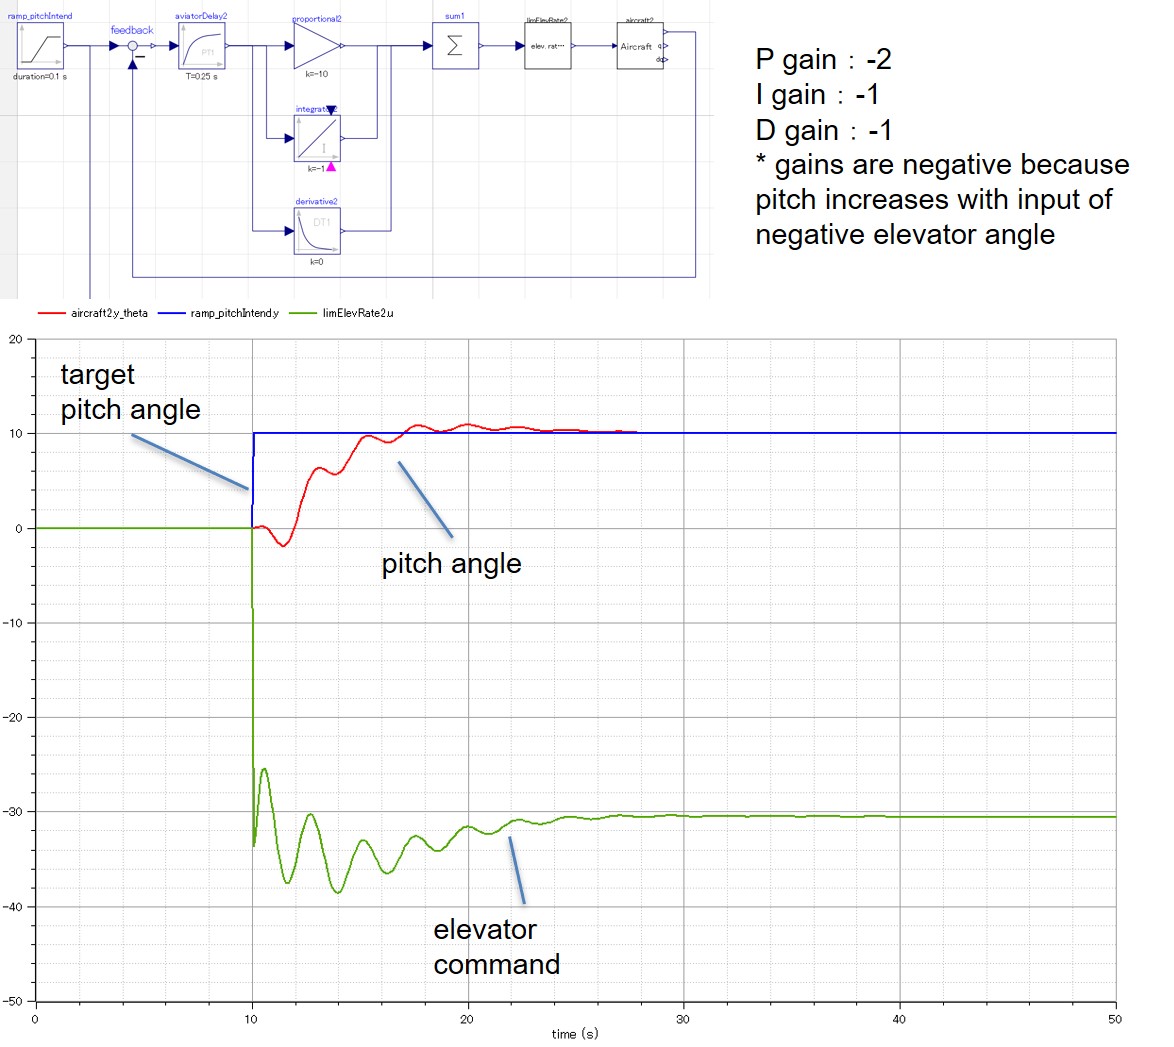 ramp_pitchIntend
feedback
aviatorDelay2
proportional2
sum1
limElevRate2
aircraft2
PT1
Σ
elev. rat···
Aircraft
q
dq
duration=0.1 s
T=0.25 s
k=-10
I
k=-1
derivative2
DT1
k=0
P gain : -2
I gain : -1
D gain : -1
* gains are negative because
pitch increases with input of
negative elevator angle
aircraft2.y_theta
ramp_pitchIntend.y
limElevRate2.u
20
10
0
-10
-20
-30
-40
-50
target
pitch angle
pitch angle
elevator
command
0
10
20
30
40
50
time (s)